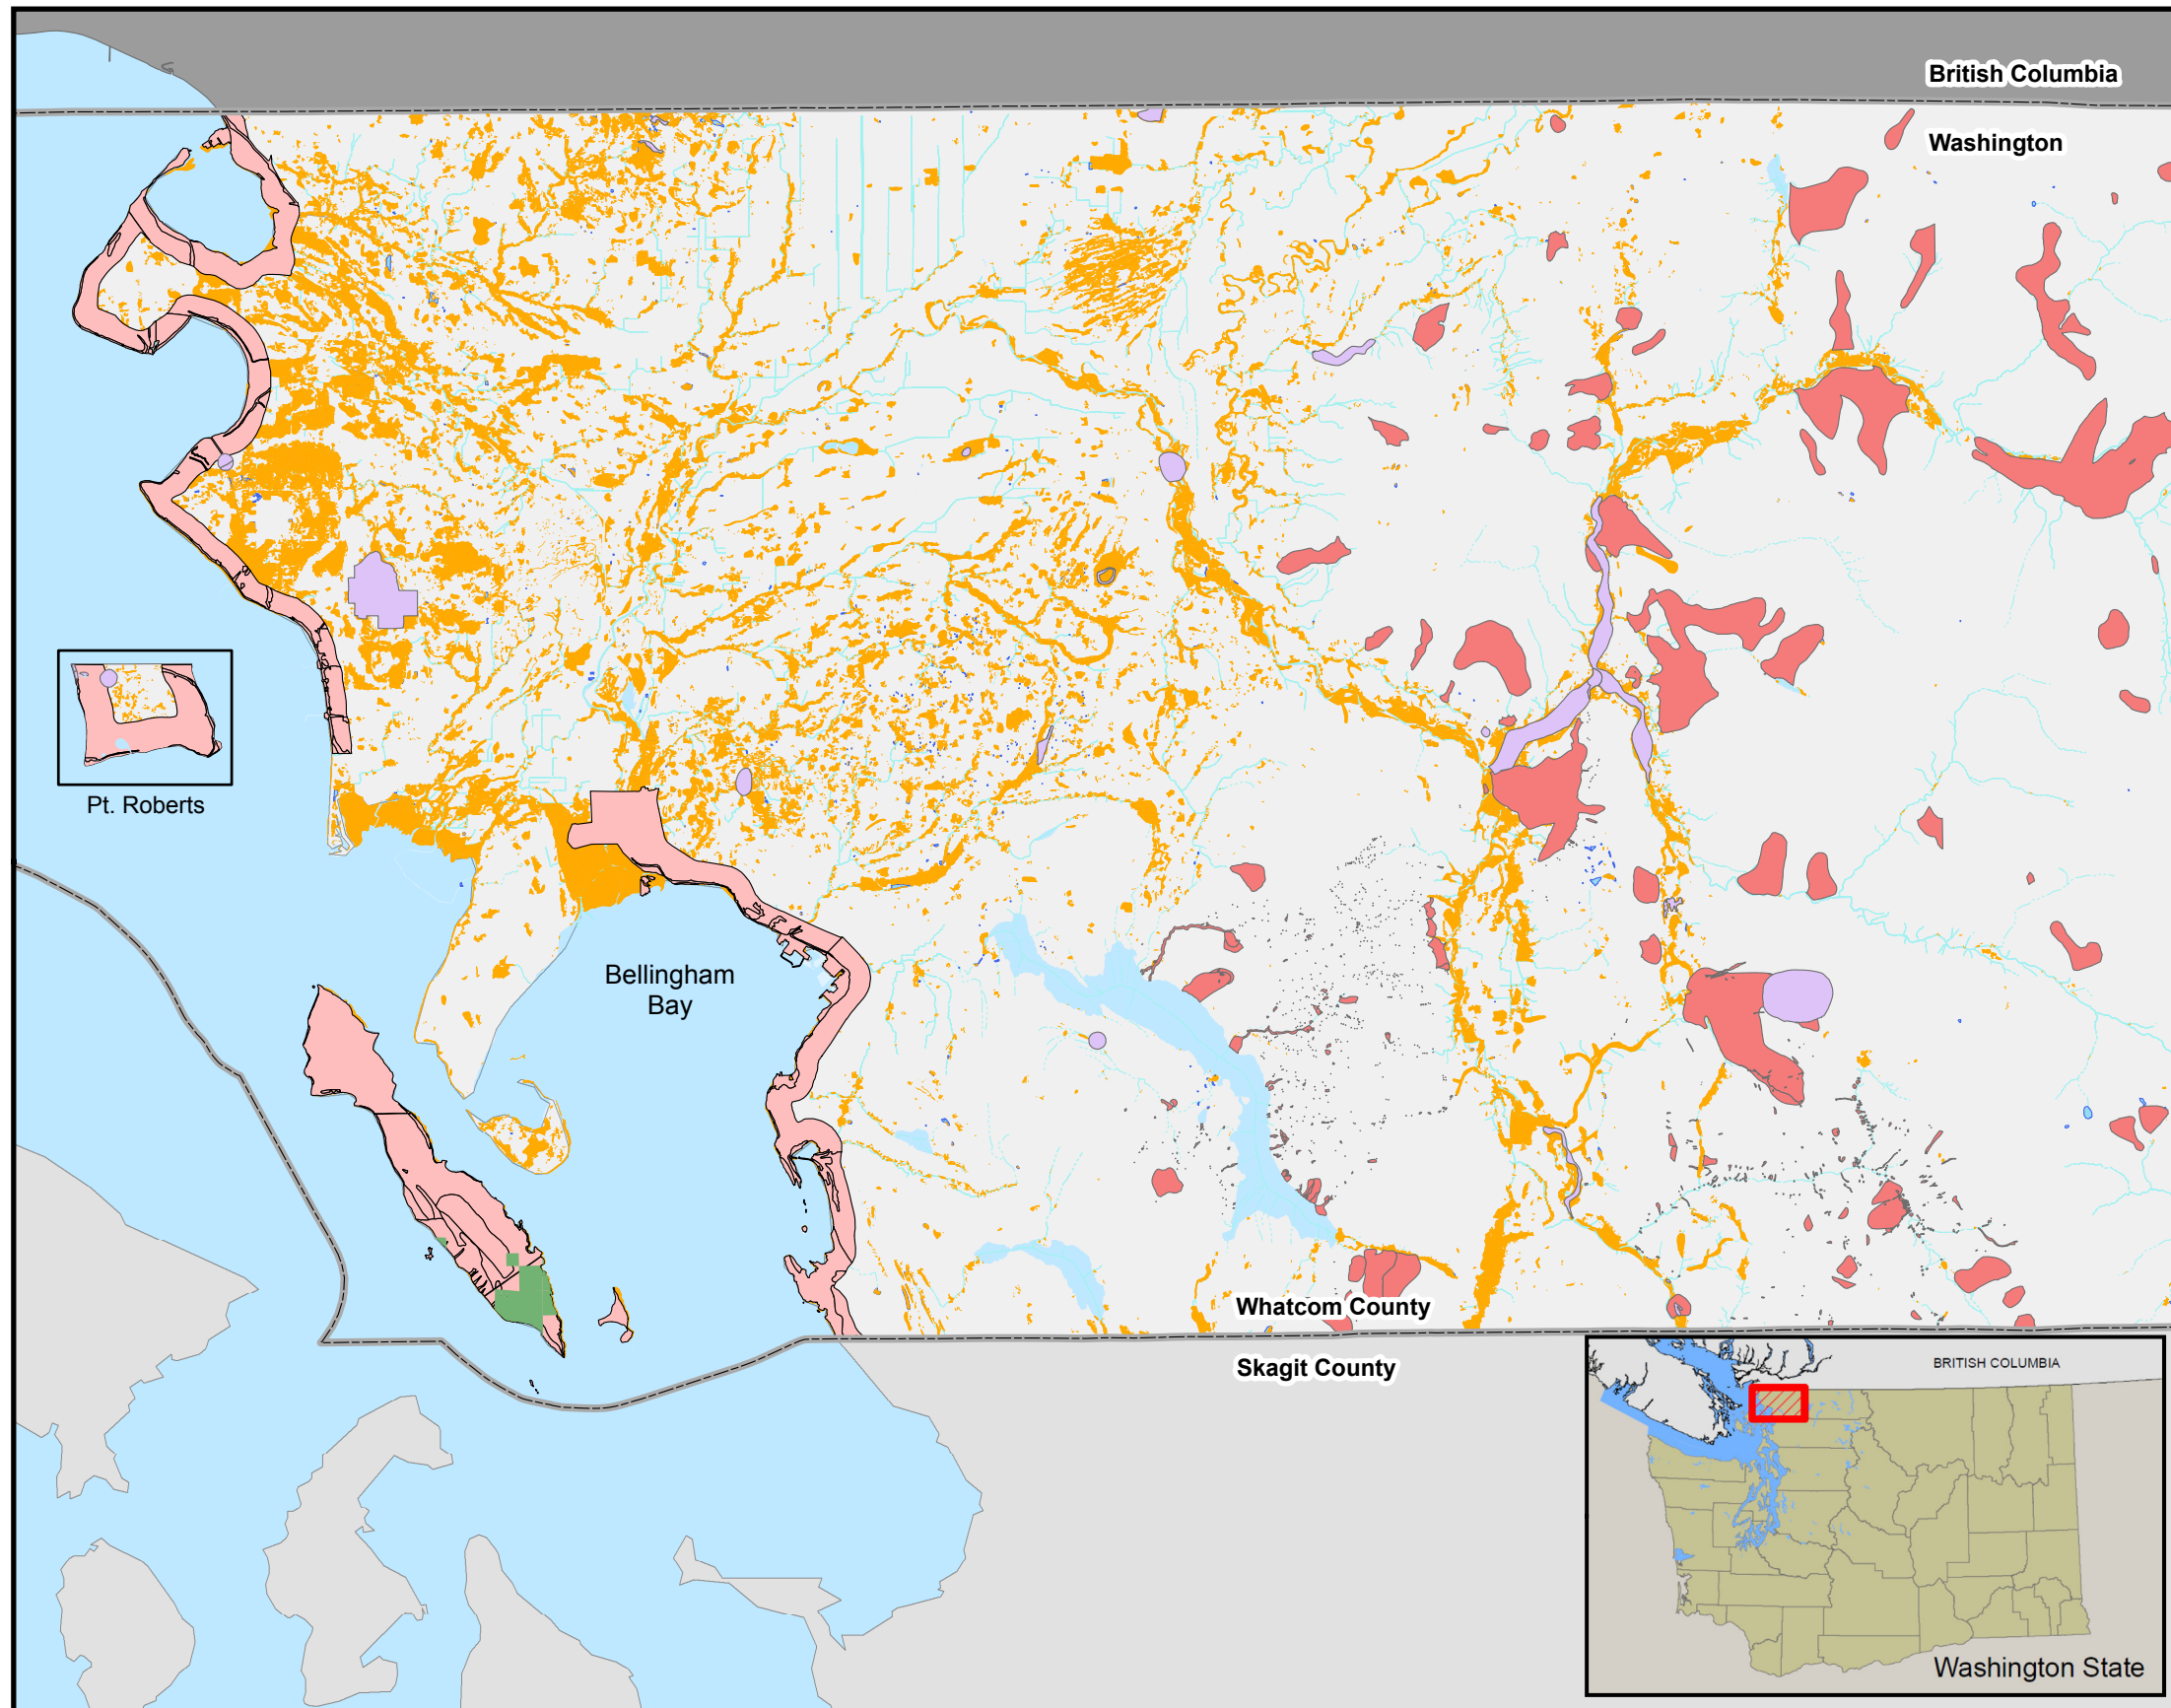 British Columbia
Washington
Pt. Roberts
Bellingham
Bay
Whatcom County
Skagit County
BRITISH COLUMBIA
Washington State